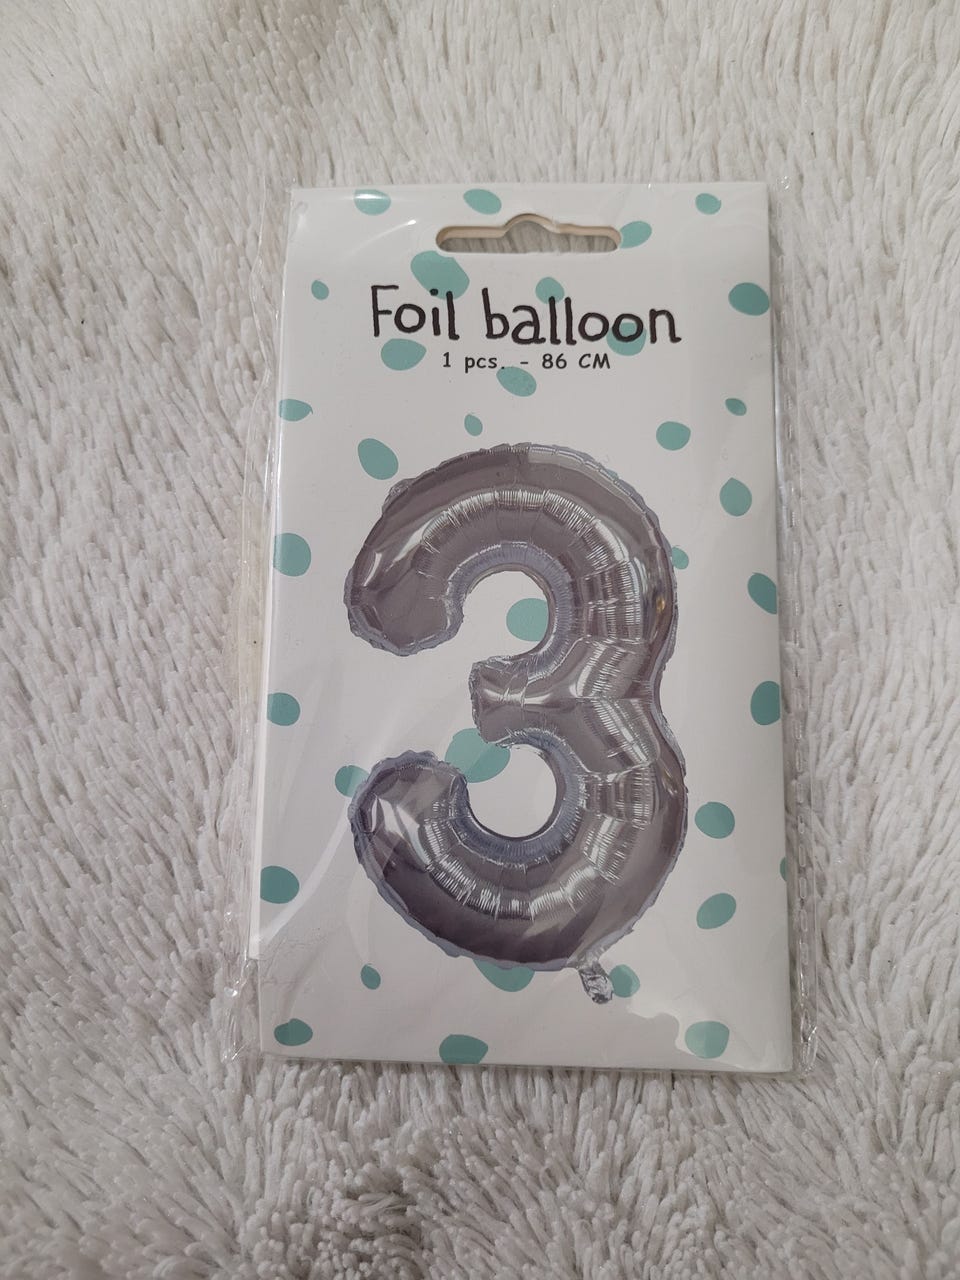 Foil balloon
1 pcs. - 86 CM
3